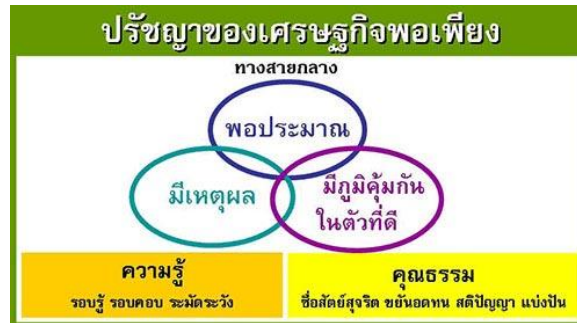 ปรัชญาของเศรษฐกิจพอเพียง
ทางสายกลาง
พอประมาณ
มีเหตุผล
มีภูมิคุ้มกัน
ในตัวที่ดี
ความรู้
รอบรู้ รอบคอบ ระมัดระวัง
คุณธรรม
ซื่อสัตย์สุจริต ขยันอดทน สติปัญญา แบ่งปัน